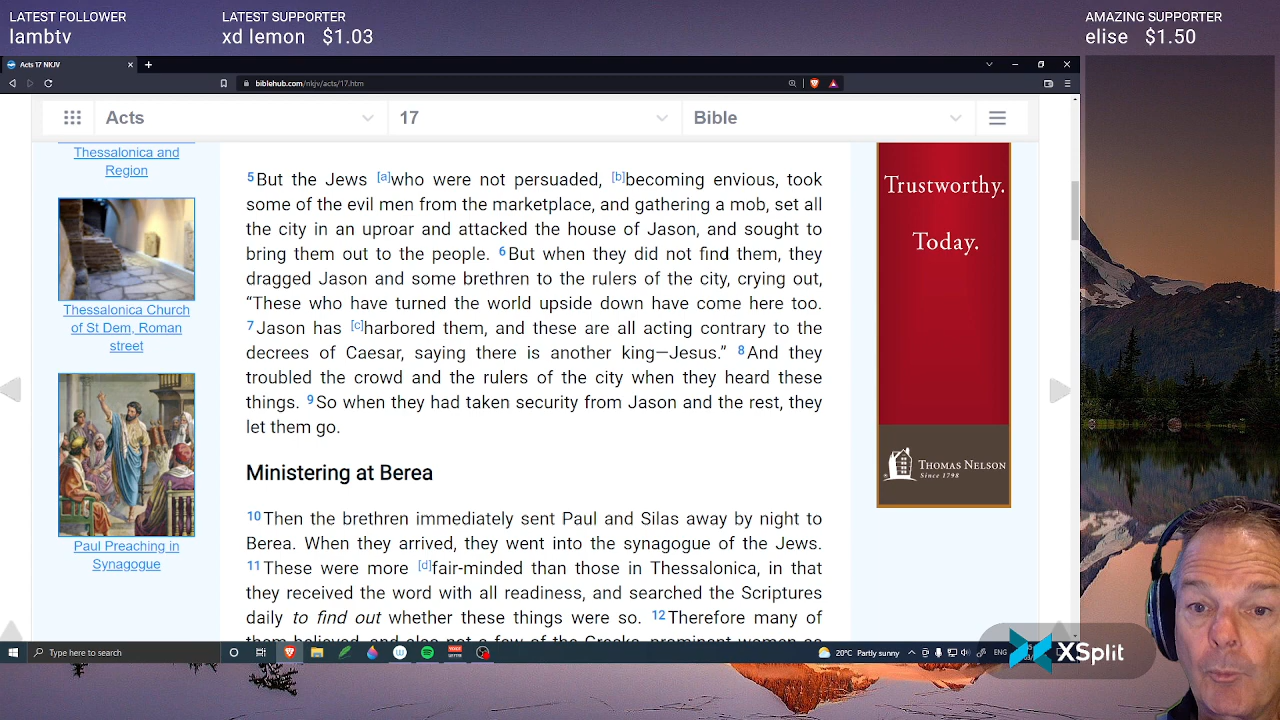 LATEST FOLLOWER
lambtv
LATEST SUPPORTER
xd lemon $1.03
AMAZING SUPPORTER
elise $1.50
Acts 17 NKJV
biblehub.com/nkjv/acts/17.htm
Acts
17
Bible
Thessalonica and
Region
Thessalonica Church
of St Dem, Roman
street
Paul Preaching in
Synagogue
5But the Jews [a]who were not persuaded, [b]becoming envious, took
some of the evil men from the marketplace, and gathering a mob, set all
the city in an uproar and attacked the house of Jason, and sought to
bring them out to the people. 6But when they did not find them, they
dragged Jason and some brethren to the rulers of the city, crying out,
“These who have turned the world upside down have come here too.
7Jason has [c]harbored them, and these are all acting contrary to the
decrees of Caesar, saying there is another king—Jesus.” 8And they
troubled the crowd and the rulers of the city when they heard these
things. 9So when they had taken security from Jason and the rest, they
let them go.
Ministering at Berea
10Then the brethren immediately sent Paul and Silas away by night to
Berea. When they arrived, they went into the synagogue of the Jews.
11These were more [d]fair-minded than those in Thessalonica, in that
they received the word with all readiness, and searched the Scriptures
daily to find out whether these things were so. 12Therefore many of
them believed, and also not a few of the Greeks, prominent women as
Trustworthy.
Today.
THOMAS NELSON
Since 1798
Type here to search
20°C Partly sunny
ENG
XSplit